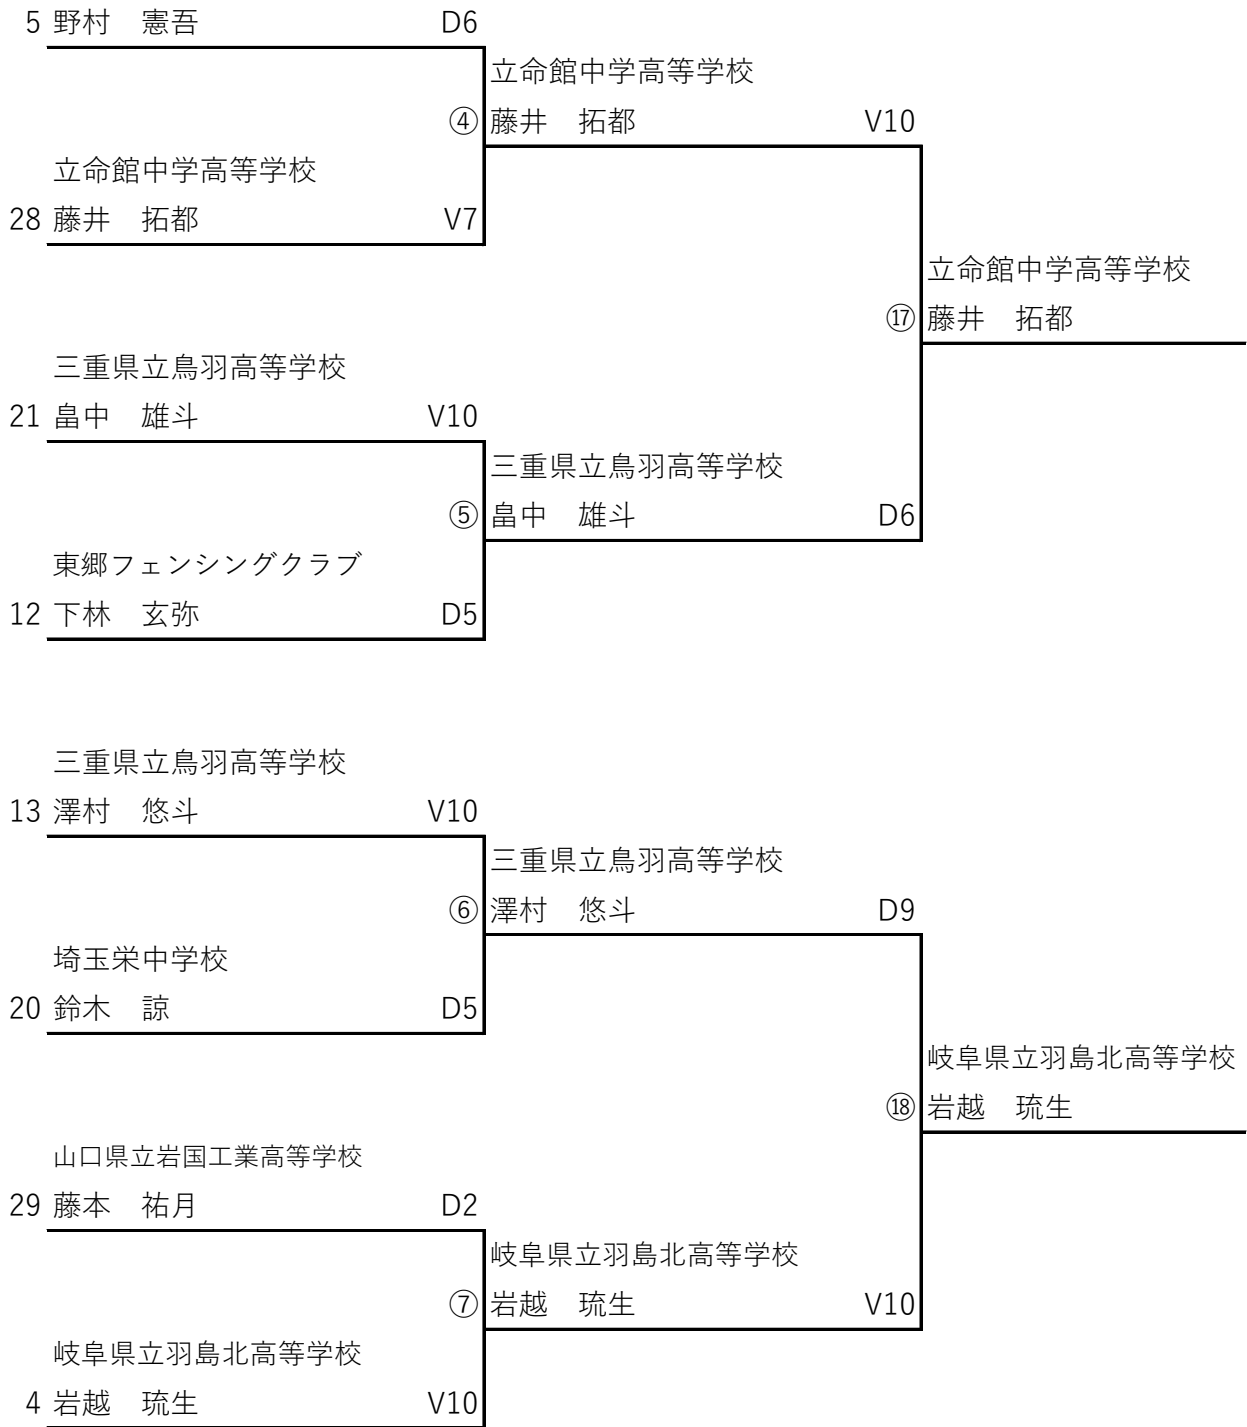 5 野村　憲吾 D6
立命館中学高等学校
④ 藤井　拓都 V10
立命館中学高等学校
28 藤井　拓都 V7
立命館中学高等学校
⑰ 藤井　拓都
三重県立鳥羽高等学校
21 畠中　雄斗 V10
三重県立鳥羽高等学校
⑤ 畠中　雄斗 D6
東郷フェンシングクラブ
12 下林　玄弥 D5
三重県立鳥羽高等学校
13 澤村　悠斗 V10
三重県立鳥羽高等学校
⑥ 澤村　悠斗 D9
埼玉栄中学校
20 鈴木　諒 D5
岐阜県立羽島北高等学校
⑱ 岩越　琉生
山口県立岩国工業高等学校
29 藤本　祐月 D2
岐阜県立羽島北高等学校
⑦ 岩越　琉生 V10
岐阜県立羽島北高等学校
4 岩越　琉生 V10